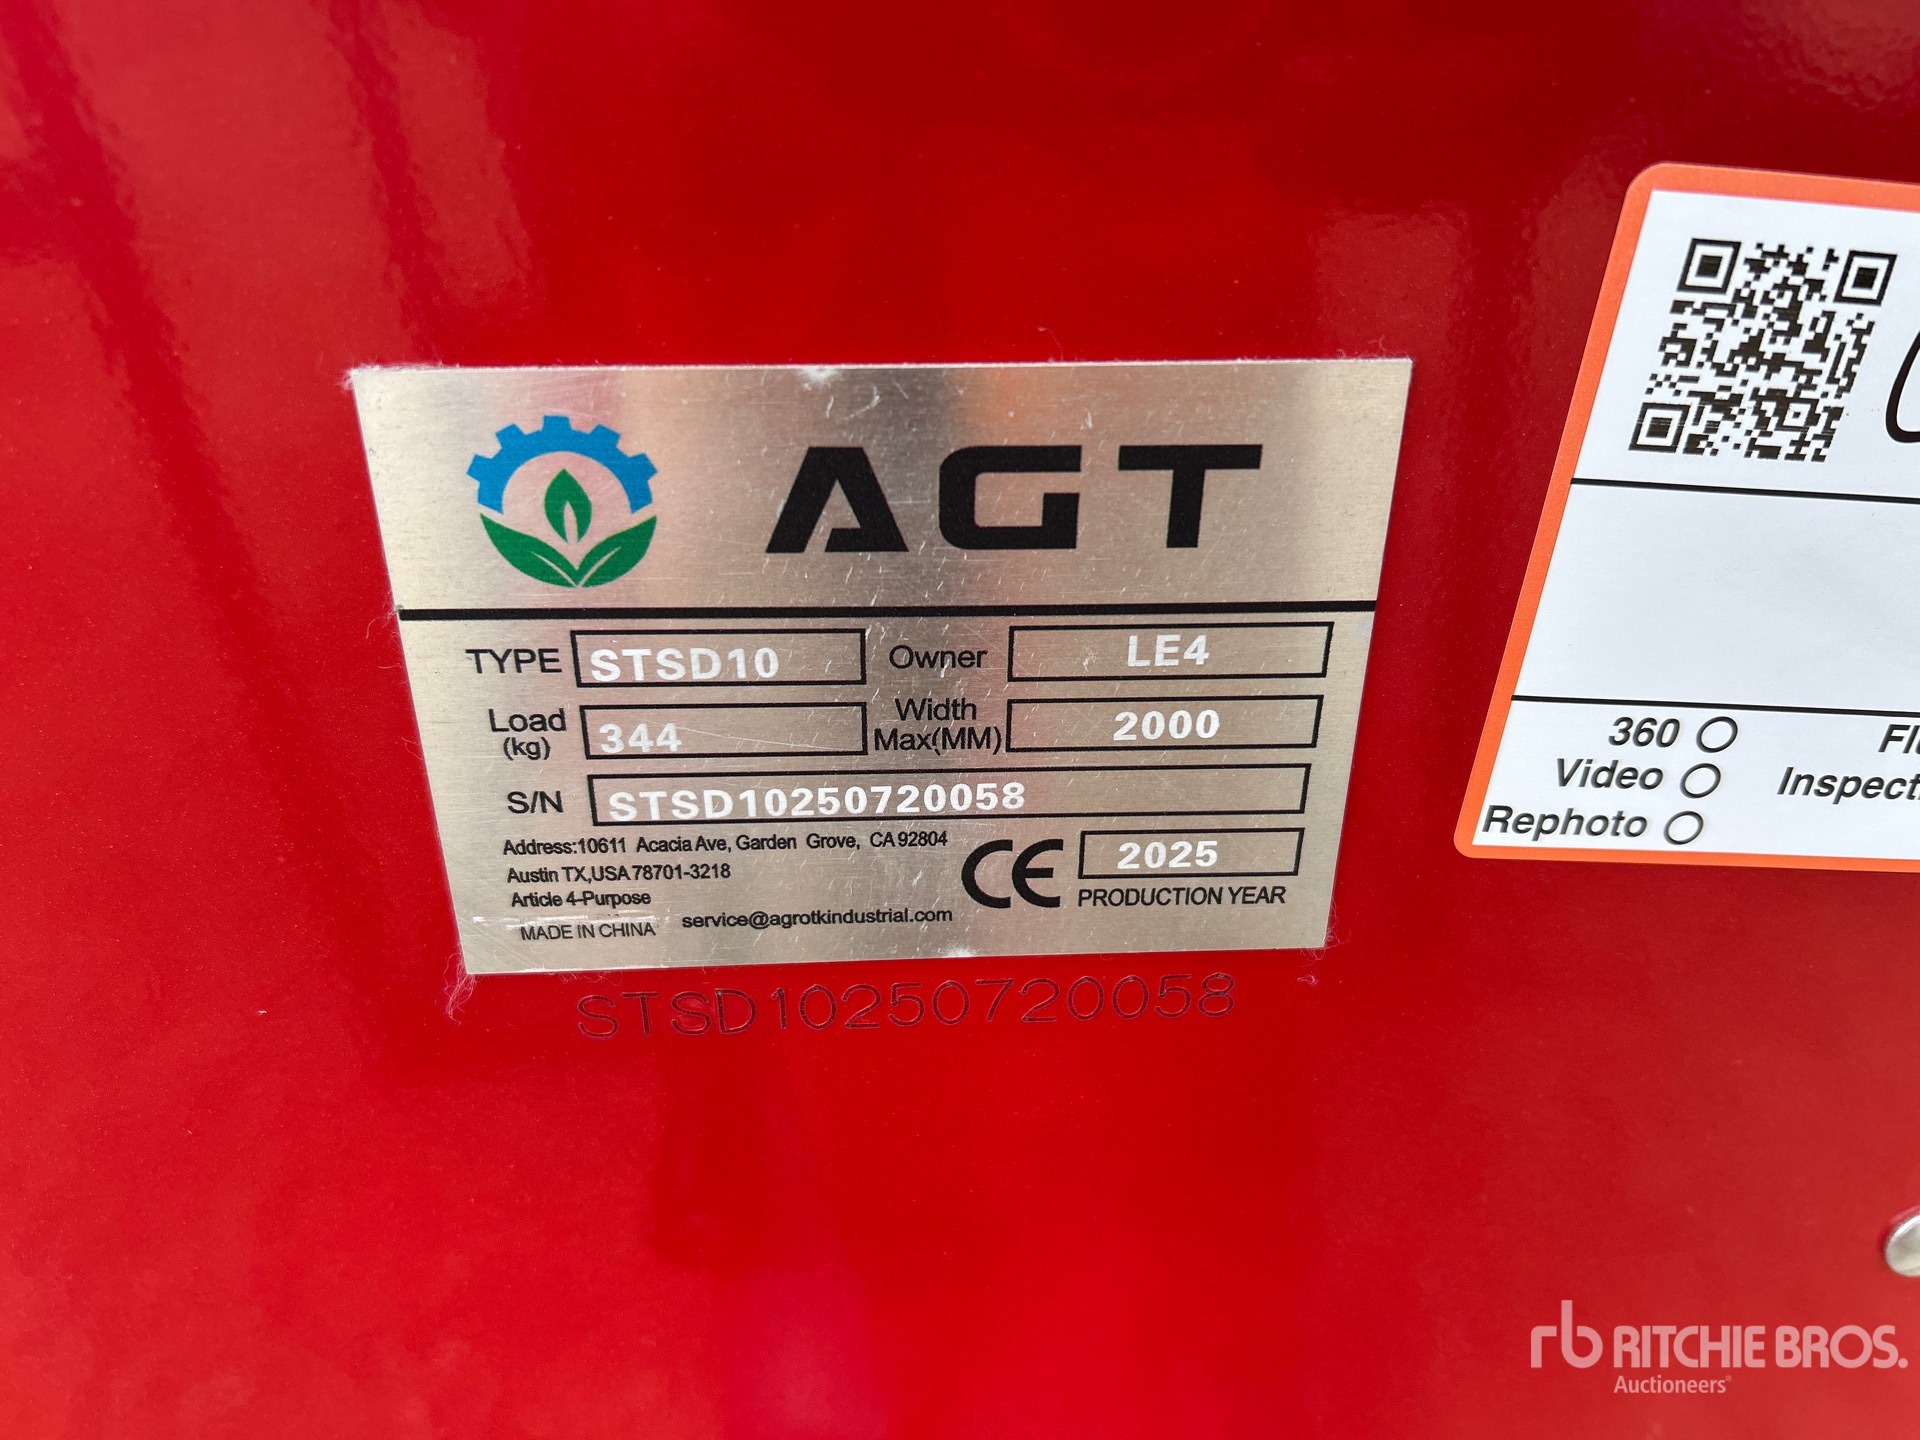 AGT
TYPE STSD10 Owner LE4
Load (kg) 344 Width Max(MM) 2000
S/N STSD10250720058
Address:10611 Acacia Ave, Garden Grove, CA 92804
Austin TX,USA 78701-3218
Article 4-Purpose
MADE IN CHINA service@agrotkindustrial.com
CE 2025
PRODUCTION YEAR
STSD10250720058
360
Video
Rephoto
rb RITCHIE BROS.
Auctioneers